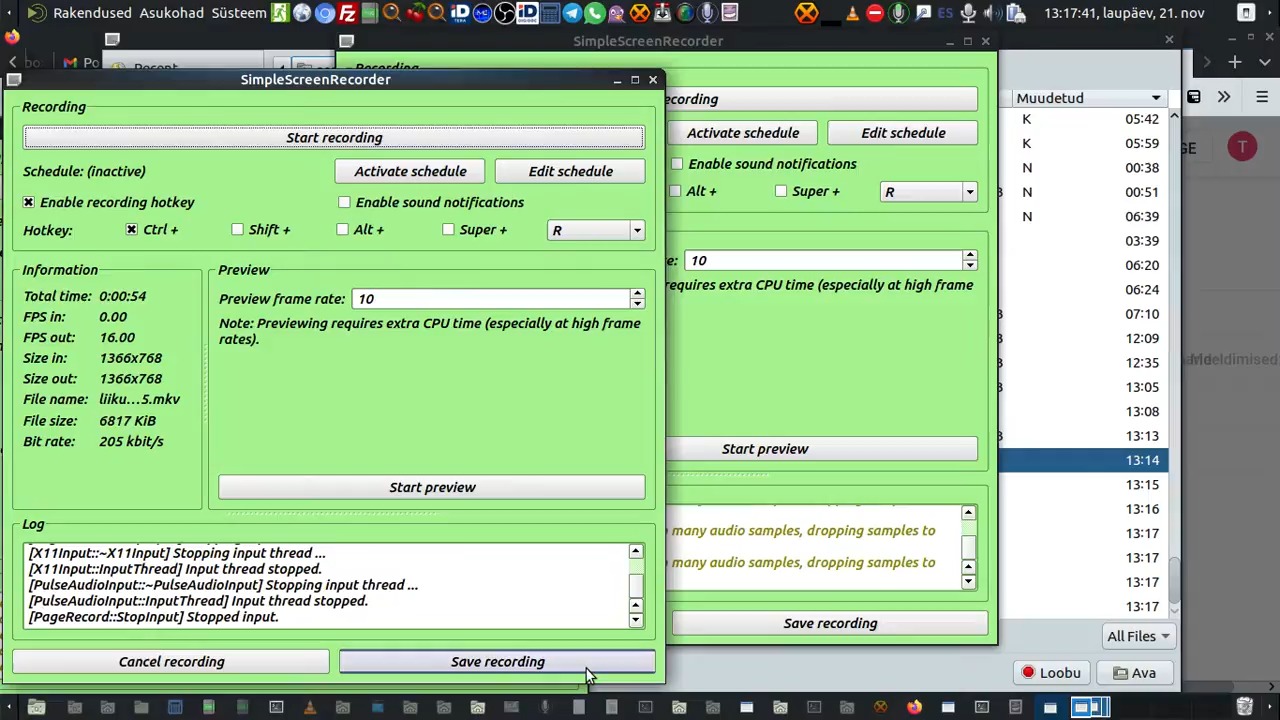 Rakendused Asukohad Süsteem
ES
13:17:41, laupäev, 21. nov
SimpleScreenRecorder
Po
Recent
SimpleScreenRecorder
Recording
Start recording
Schedule: (inactive)
Activate schedule
Edit schedule
Enable recording hotkey
Enable sound notifications
Hotkey:
Ctrl +
Shift +
Alt +
Super +
R
Information
Total time: 0:00:54
FPS in: 0.00
FPS out: 16.00
Size in: 1366x768
Size out: 1366x768
File name: liiku…5.mkv
File size: 6817 KiB
Bit rate: 205 kbit/s
Preview
Preview frame rate: 10
Note: Previewing requires extra CPU time (especially at high frame
rates).
Start preview
Log
[X11Input::~X11Input] Stopping input thread ...
[X11Input::InputThread] Input thread stopped.
[PulseAudioInput::~PulseAudioInput] Stopping input thread ...
[PulseAudioInput::InputThread] Input thread stopped.
[PageRecord::StopInput] Stopped input.
Cancel recording
Save recording
ecording
Activate schedule
Edit schedule
Enable sound notifications
Alt +
Super +
R
e:
10
requires extra CPU time (especially at high frame
Start preview
many audio samples, dropping samples to
many audio samples, dropping samples to
Save recording
Muudetud
K 05:42
K 05:59
N 00:38
N 00:51
N 06:39
03:39
06:20
06:24
07:10
12:09
12:35
13:05
13:08
13:13
13:14
13:15
13:16
13:17
13:17
13:17
13:17
All Files
Loobu
Ava
GE
T